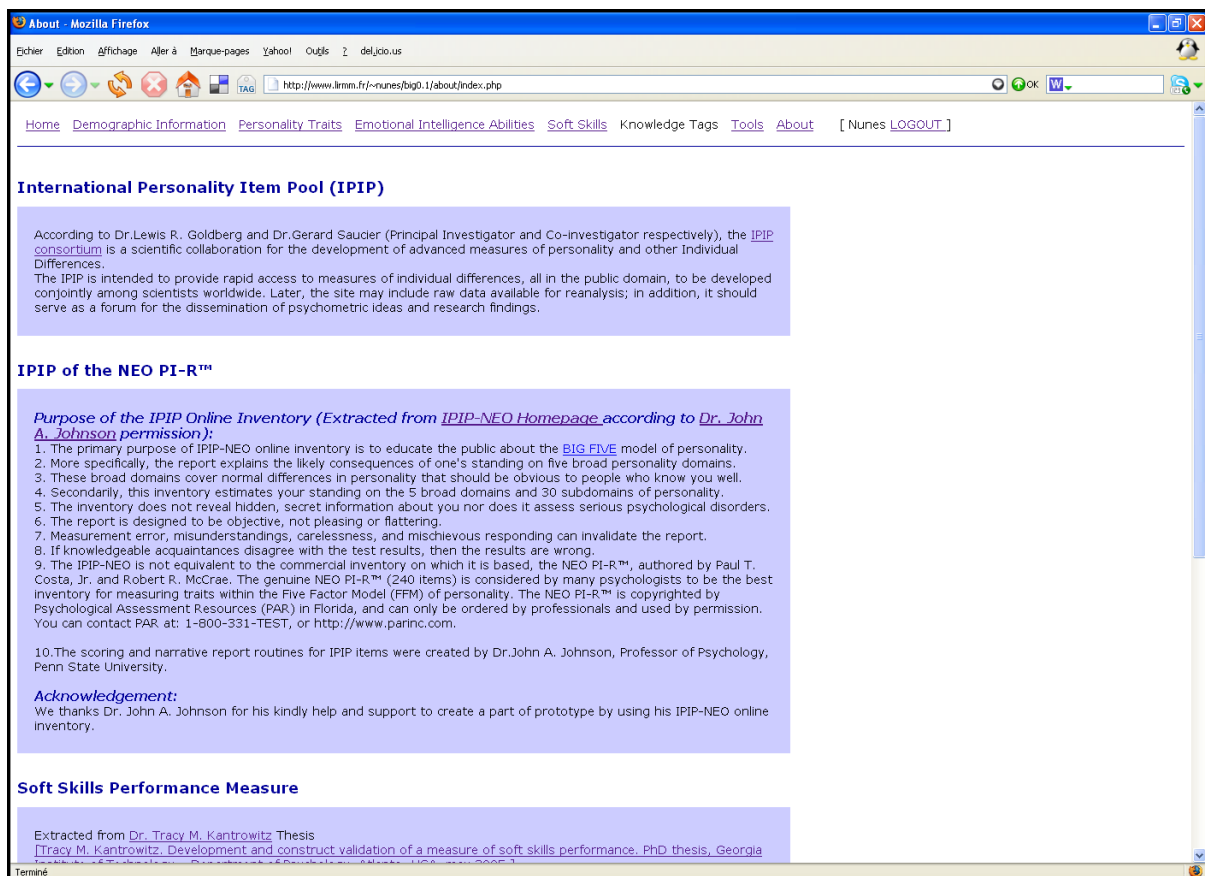 About - Mozilla Firefox
Fichier Edition Affichage Aller à Marque-pages Yahoo! Outils ? del.icio.us
TAG http://www.lirmm.fr/~nunes/big0.1/about/index.php OK W
Home Demographic Information Personality Traits Emotional Intelligence Abilities Soft Skills Knowledge Tags Tools About [ Nunes LOGOUT ]
International Personality Item Pool (IPIP)
According to Dr.Lewis R. Goldberg and Dr.Gerard Saucier (Principal Investigator and Co-investigator respectively), the IPIP
consortium is a scientific collaboration for the development of advanced measures of personality and other Individual
Differences.
The IPIP is intended to provide rapid access to measures of individual differences, all in the public domain, to be developed
conjointly among scientists worldwide. Later, the site may include raw data available for reanalysis; in addition, it should
serve as a forum for the dissemination of psychometric ideas and research findings.
IPIP of the NEO PI-R™
Purpose of the IPIP Online Inventory (Extracted from IPIP-NEO Homepage according to Dr. John
A. Johnson permission):
1. The primary purpose of IPIP-NEO online inventory is to educate the public about the BIG FIVE model of personality.
2. More specifically, the report explains the likely consequences of one's standing on five broad personality domains.
3. These broad domains cover normal differences in personality that should be obvious to people who know you well.
4. Secondarily, this inventory estimates your standing on the 5 broad domains and 30 subdomains of personality.
5. The inventory does not reveal hidden, secret information about you nor does it assess serious psychological disorders.
6. The report is designed to be objective, not pleasing or flattering.
7. Measurement error, misunderstandings, carelessness, and mischievous responding can invalidate the report.
8. If knowledgeable acquaintances disagree with the test results, then the results are wrong.
9. The IPIP-NEO is not equivalent to the commercial inventory on which it is based, the NEO PI-R™, authored by Paul T.
Costa, Jr. and Robert R. McCrae. The genuine NEO PI-R™ (240 items) is considered by many psychologists to be the best
inventory for measuring traits within the Five Factor Model (FFM) of personality. The NEO PI-R™ is copyrighted by
Psychological Assessment Resources (PAR) in Florida, and can only be ordered by professionals and used by permission.
You can contact PAR at: 1-800-331-TEST, or http://www.parinc.com.
10.The scoring and narrative report routines for IPIP items were created by Dr.John A. Johnson, Professor of Psychology,
Penn State University.
Acknowledgement:
We thanks Dr. John A. Johnson for his kindly help and support to create a part of prototype by using his IPIP-NEO online
inventory.
Soft Skills Performance Measure
Extracted from Dr. Tracy M. Kantrowitz Thesis
[Tracy M. Kantrowitz. Development and construct validation of a measure of soft skills performance. PhD thesis, Georgia
Institute of Technology - Department of Psychology, Atlanta, USA, may 2005.]
Terminé